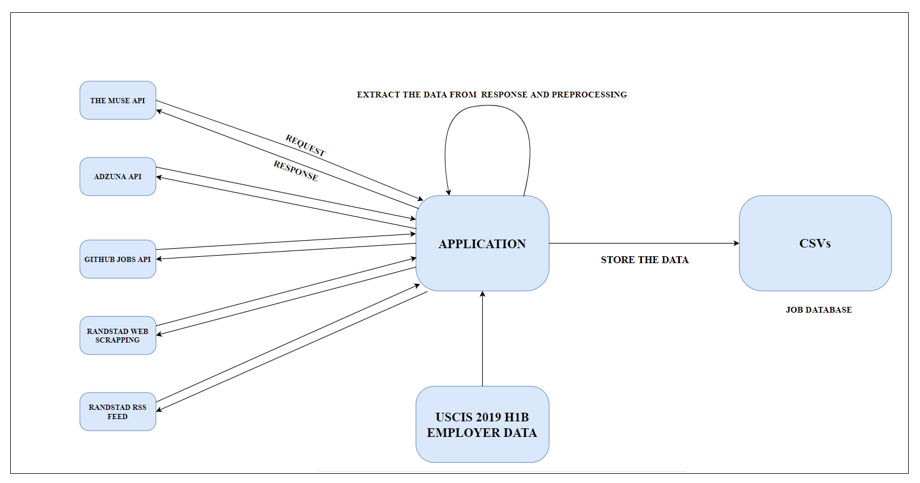 THE MUSE API
ADZUNA API
GITHUB JOBS API
RANDSTAD WEB
SCRAPPING
RANDSTAD RSS
FEED
REQUEST
RESPONSE
EXTRACT THE DATA FROM RESPONSE AND PREPROCESSING
APPLICATION
USCIS 2019 H1B
EMPLOYER DATA
STORE THE DATA
CSVs
JOB DATABASE